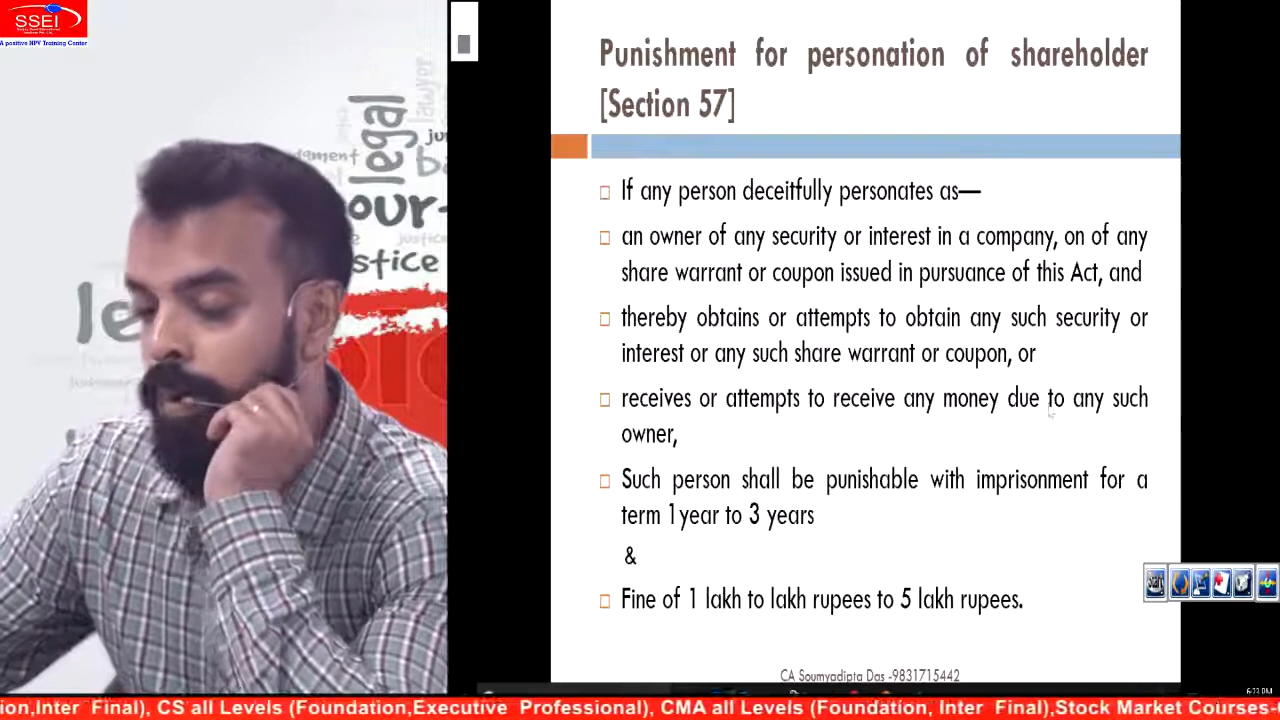 SSEI
A positive NPV Training Center
legal
lawyer
judgment
jus
justice
stice
le
Punishment for personation of shareholder
[Section 57]
If any person deceitfully personates as—
an owner of any security or interest in a company, on of any
share warrant or coupon issued in pursuance of this Act, and
thereby obtains or attempts to obtain any such security or
interest or any such share warrant or coupon, or
receives or attempts to receive any money due to any such
owner,
Such person shall be punishable with imprisonment for a
term 1year to 3 years
&
Fine of 1 lakh to lakh rupees to 5 lakh rupees.
CA Soumyadipta Das -9831715442
Start
ion,Inter Final), CS all Levels (Foundation,Executive Professional), CMA all Levels (Foundation, Inter Final),Stock Market Courses-